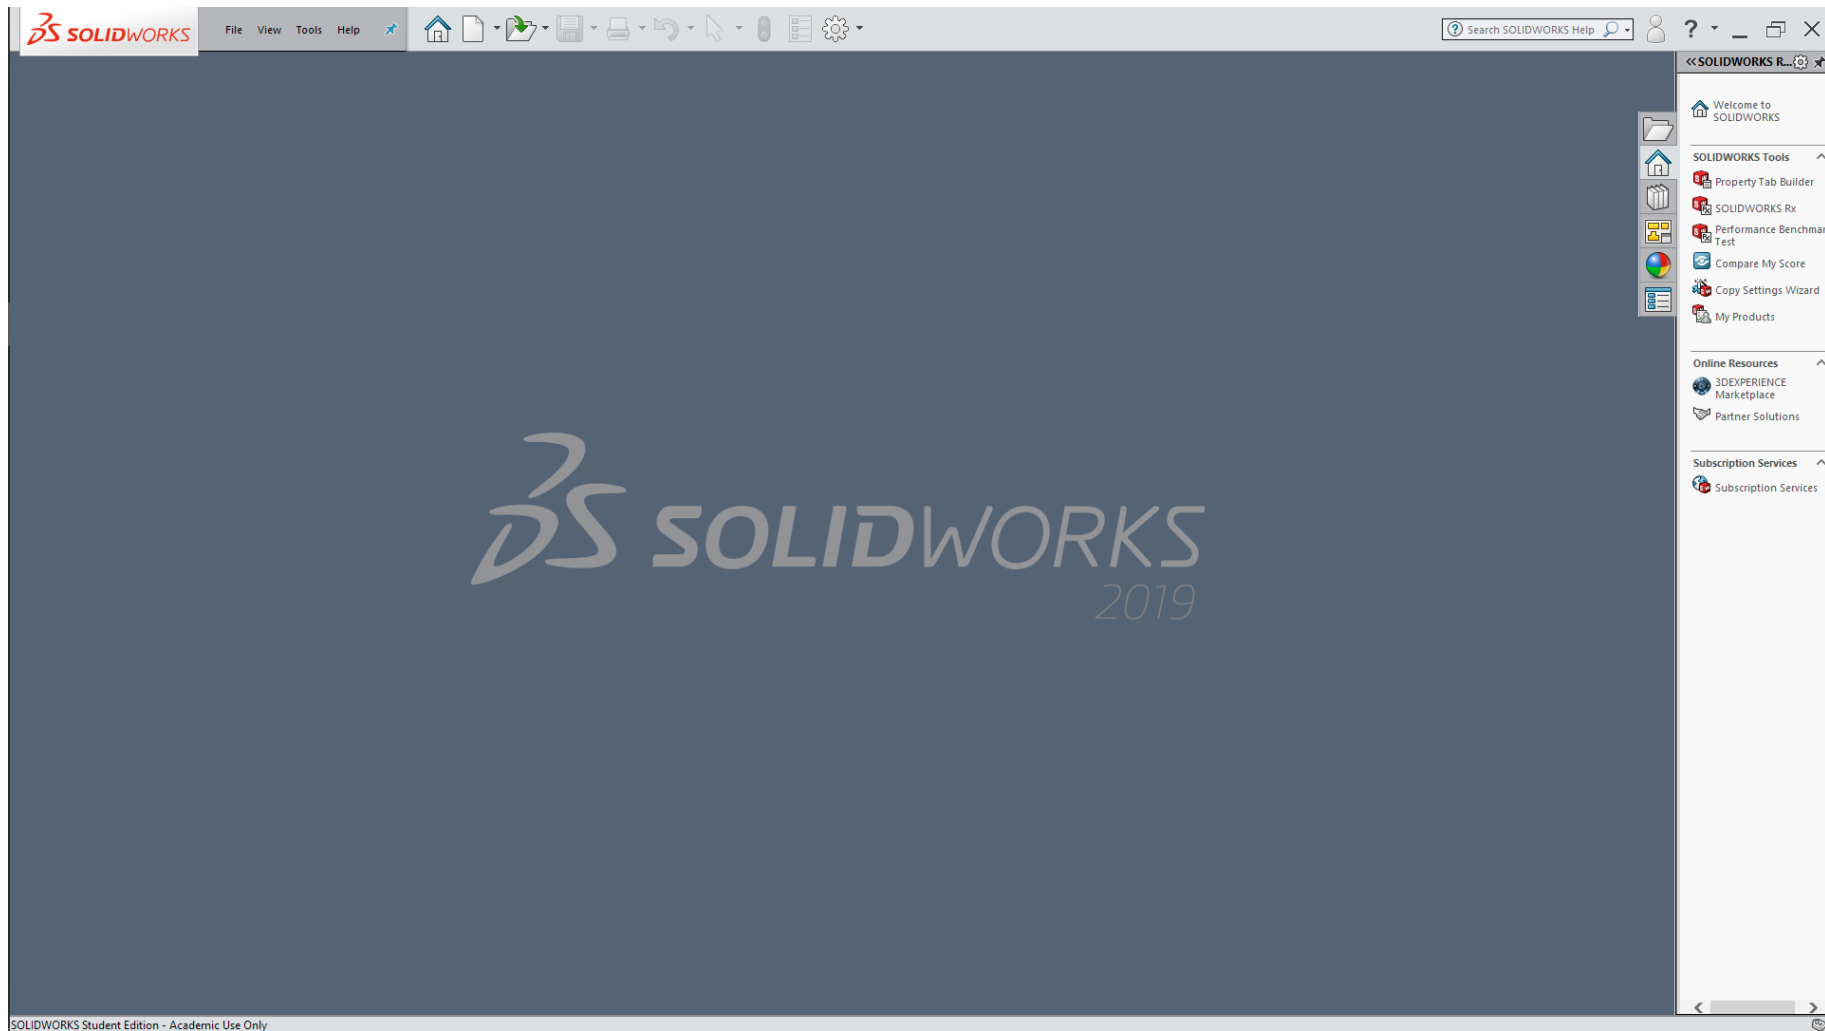 SOLIDWORKS
File View Tools Help
Search SOLIDWORKS Help
?
SOLIDWORKS R...
Welcome to
SOLIDWORKS
SOLIDWORKS Tools
Property Tab Builder
SOLIDWORKS Rx
Performance Benchmar
Test
Compare My Score
Copy Settings Wizard
My Products
Online Resources
3DEXPERIENCE
Marketplace
Partner Solutions
Subscription Services
Subscription Services
SOLIDWORKS
2019
SOLIDWORKS Student Edition - Academic Use Only